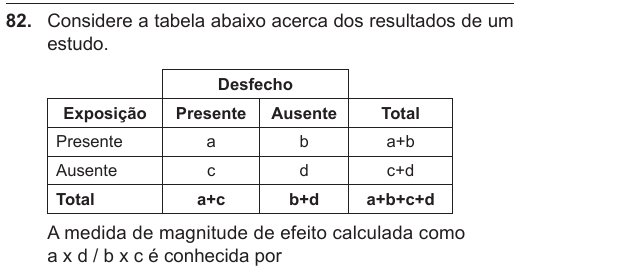 82. Considere a tabela abaixo acerca dos resultados de um
estudo.
Desfecho
Exposição Presente Ausente Total
Presente a b a+b
Ausente c d c+d
Total a+c b+d a+b+c+d
A medida de magnitude de efeito calculada como
a x d / b x c é conhecida por